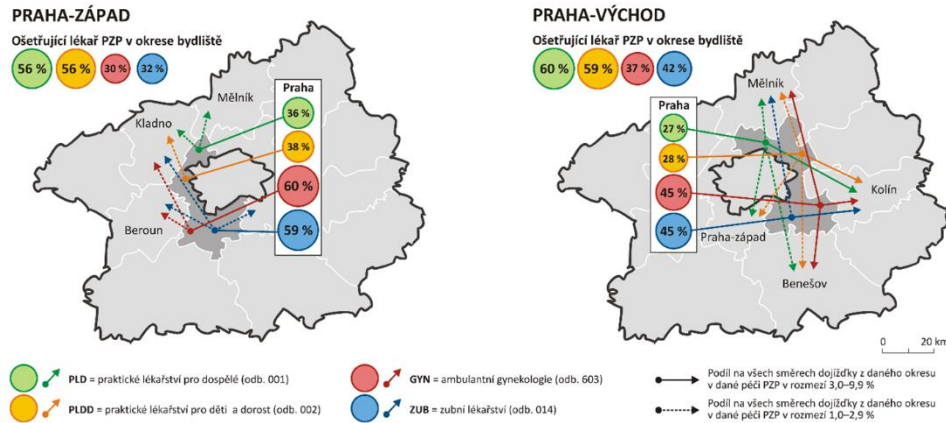 PRAHA-ZÁPAD
Ošetřující lékař PZP v okrese bydliště
56 % 56 % 30 % 32 %
Mělník
Kladno
Beroun
Praha
36 %
38 %
60 %
59 %
PRAHA-VÝCHOD
Ošetřující lékař PZP v okrese bydliště
60 % 59 % 37 % 42 %
Mělník
Praha
27 %
28 %
45 %
45 %
Kolín
Praha-západ
Benešov
0 20 km
PLD = praktické lékařství pro dospělé (odb. 001)
PLDD = praktické lékařství pro děti a dorost (odb. 002)
GYN = ambulantní gynekologie (odb. 603)
ZUB = zubní lékařství (odb. 014)
Podíl na všech směrech dojížďky z daného okresu
v dané péči PZP v rozmezí 3,0–9,9 %
Podíl na všech směrech dojížďky z daného okresu
v dané péči PZP v rozmezí 1,0–2,9 %